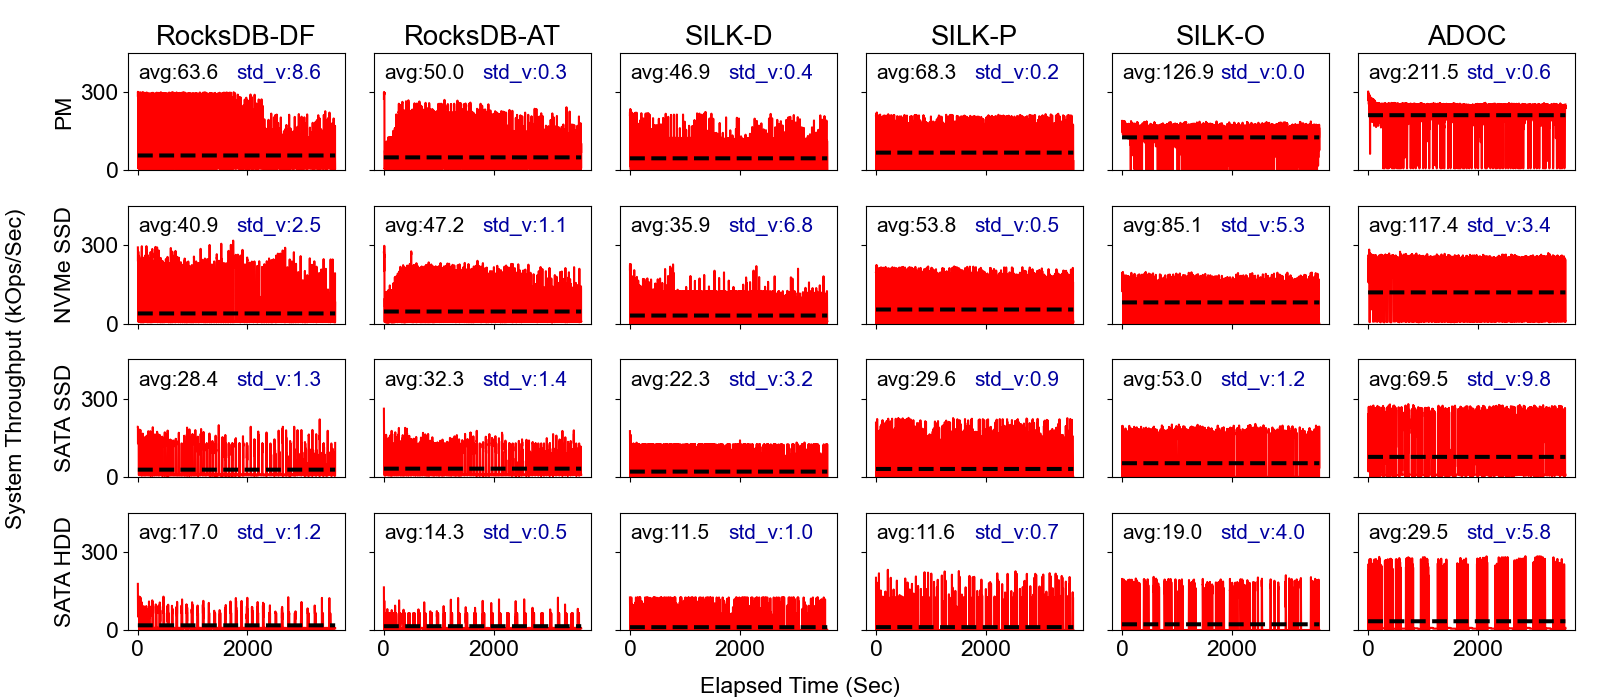 RocksDB-DF RocksDB-AT SILK-D SILK-P SILK-O ADOC
System Throughput (kOps/Sec)
PM
300
0
avg:63.6 std_v:8.6
avg:50.0 std_v:0.3
avg:46.9 std_v:0.4
avg:68.3 std_v:0.2
avg:126.9 std_v:0.0
avg:211.5 std_v:0.6
NVMe SSD
300
0
avg:40.9 std_v:2.5
avg:47.2 std_v:1.1
avg:35.9 std_v:6.8
avg:53.8 std_v:0.5
avg:85.1 std_v:5.3
avg:117.4 std_v:3.4
SATA SSD
300
0
avg:28.4 std_v:1.3
avg:32.3 std_v:1.4
avg:22.3 std_v:3.2
avg:29.6 std_v:0.9
avg:53.0 std_v:1.2
avg:69.5 std_v:9.8
SATA HDD
300
0
avg:17.0 std_v:1.2
avg:14.3 std_v:0.5
avg:11.5 std_v:1.0
avg:11.6 std_v:0.7
avg:19.0 std_v:4.0
avg:29.5 std_v:5.8
0 2000 0 2000 0 2000 0 2000 0 2000 0 2000
Elapsed Time (Sec)